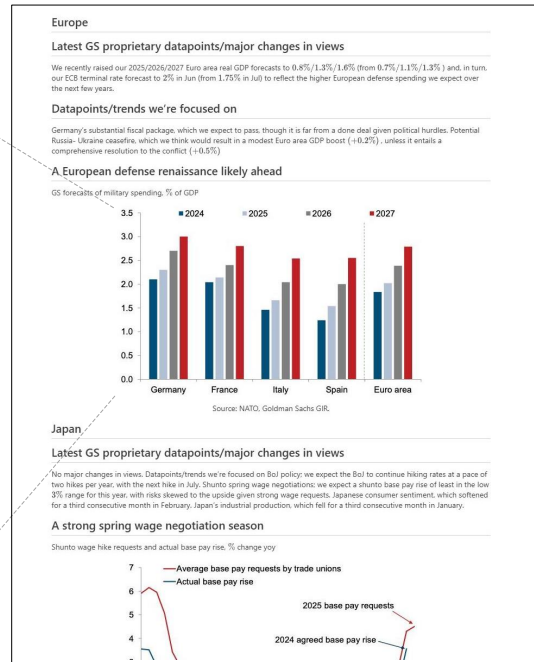 Europe
Latest GS proprietary datapoints/major changes in views
We recently raised our 2025/2026/2027 Euro area real GDP forecasts to 0.8%/1.3%/1.6% (from 0.7%/1.1%/1.3% ) and, in turn,
our ECB terminal rate forecast to 2% in Jun (from 1.75% in Jul) to reflect the higher European defense spending we expect over
the next few years.
Datapoints/trends we're focused on
Germany's substantial fiscal package, which we expect to pass, though it is far from a done deal given political hurdles. Potential
Russia- Ukraine ceasefire, which we think would result in a modest Euro area GDP boost (+0.2%) , unless it entails a
comprehensive resolution to the conflict (+0.5%)
A European defense renaissance likely ahead
GS forecasts of military spending, % of GDP
2024 2025 2026 2027
3.5
3.0
2.5
2.0
1.5
1.0
0.5
0.0
Germany France Italy Spain Euro area
Source: NATO, Goldman Sachs GIR.
Japan
Latest GS proprietary datapoints/major changes in views
No major changes in views. Datapoints/trends we're focused on BoJ policy; we expect the BoJ to continue hiking rates at a pace of
two hikes per year, with the next hike in July. Shunto spring wage negotiations; we expect a shunto base pay rise of least in the low
3% range for this year, with risks skewed to the upside given strong wage requests. Japanese consumer sentiment, which softened
for a third consecutive month in February. Japan's industrial production, which fell for a third consecutive month in January.
A strong spring wage negotiation season
Shunto wage hike requests and actual base pay rise, % change yoy
7
Average base pay requests by trade unions
Actual base pay rise
6
2025 base pay requests
5
2024 agreed base pay rise
4